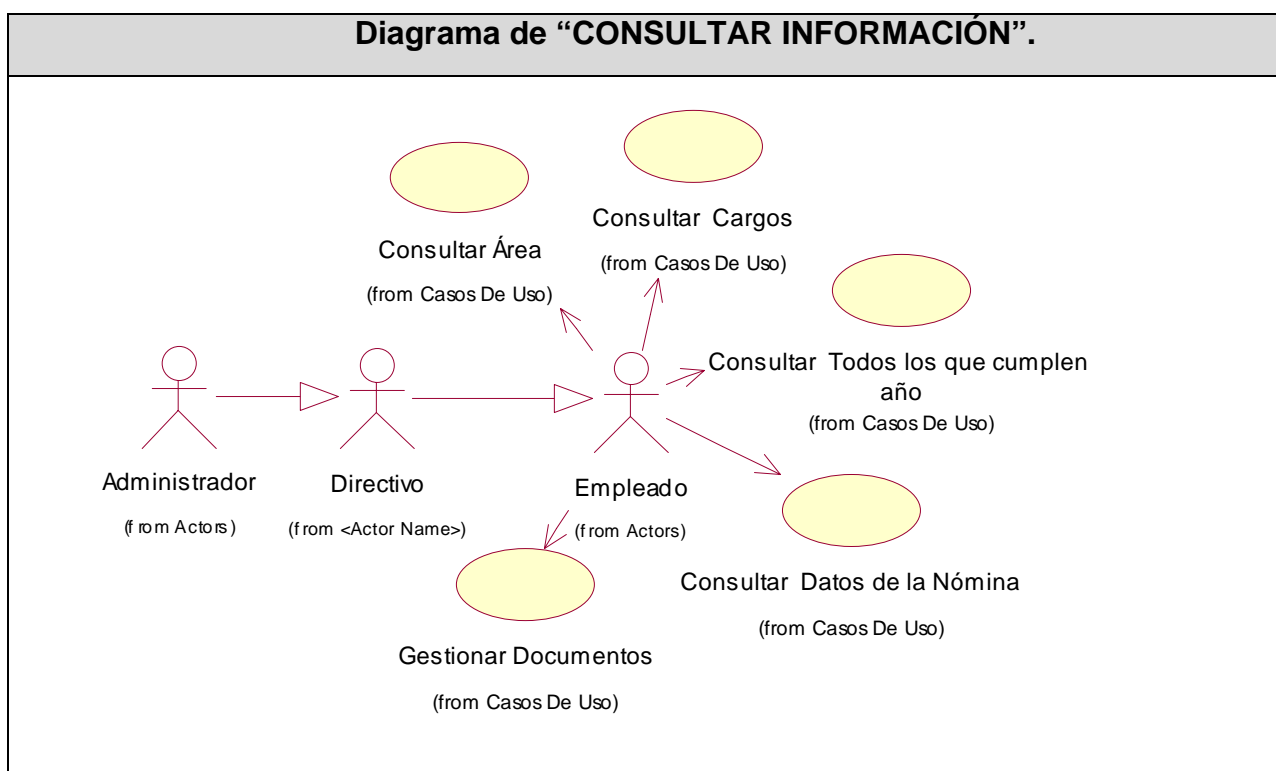 Diagrama de “CONSULTAR INFORMACIÓN”.
Consultar Cargos
(from Casos De Uso)
Consultar Área
(from Casos De Uso)
Consultar Todos los que cumplen
año
(from Casos De Uso)
Administrador
(from Actors)
Directivo
(from <Actor Name>)
Empleado
(from Actors)
Consultar Datos de la Nómina
(from Casos De Uso)
Gestionar Documentos
(from Casos De Uso)